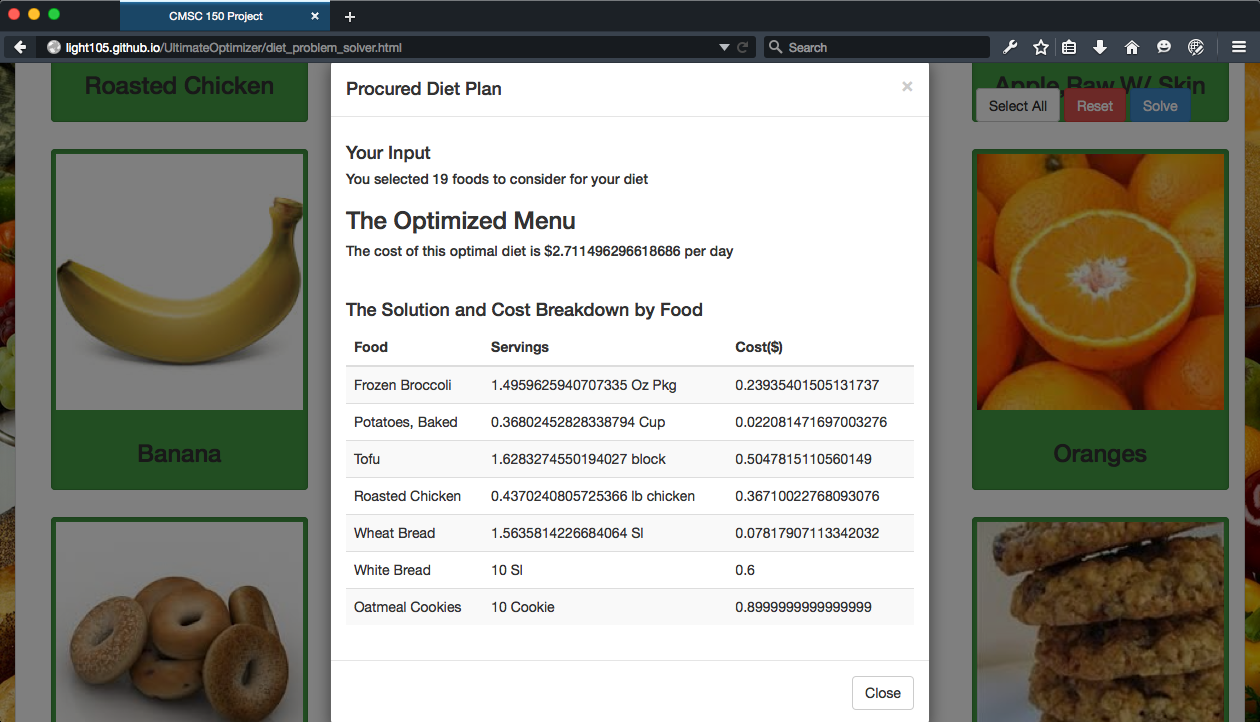 CMSC 150 Project
light105.github.io/UltimateOptimizer/diet_problem_solver.html
Search
Roasted Chicken
Apple,Raw,W/ Skin
Select All Reset Solve
Procured Diet Plan ×
Your Input
You selected 19 foods to consider for your diet
The Optimized Menu
The cost of this optimal diet is $2.711496296618686 per day
The Solution and Cost Breakdown by Food
Food Servings Cost($)
Frozen Broccoli 1.4959625940707335 Oz Pkg 0.23935401505131737
Potatoes, Baked 0.36802452828338794 Cup 0.022081471697003276
Tofu 1.6283274550194027 block 0.5047815110560149
Roasted Chicken 0.4370240805725366 lb chicken 0.36710022768093076
Wheat Bread 1.5635814226684064 Sl 0.07817907113342032
White Bread 10 Sl 0.6
Oatmeal Cookies 10 Cookie 0.8999999999999999
Close
Banana
Oranges